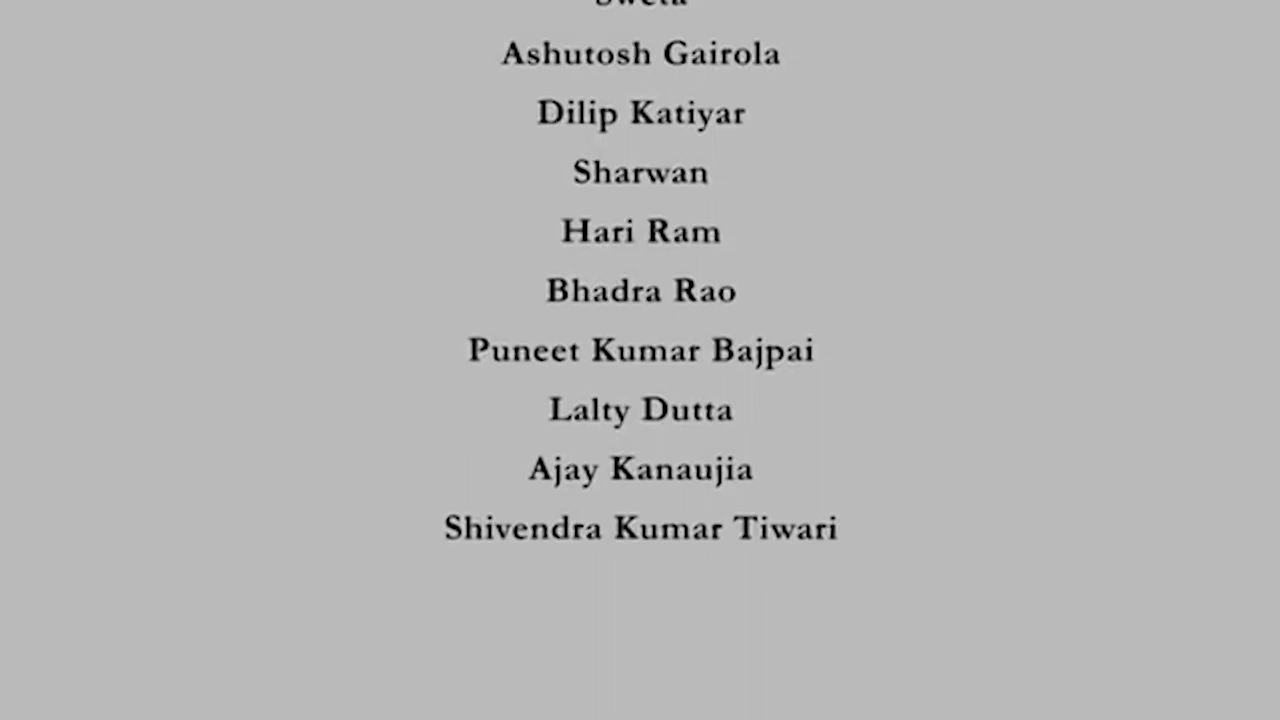 Sweta
Ashutosh Gairola
Dilip Katiyar
Sharwan
Hari Ram
Bhadra Rao
Puneet Kumar Bajpai
Lalty Dutta
Ajay Kanaujia
Shivendra Kumar Tiwari